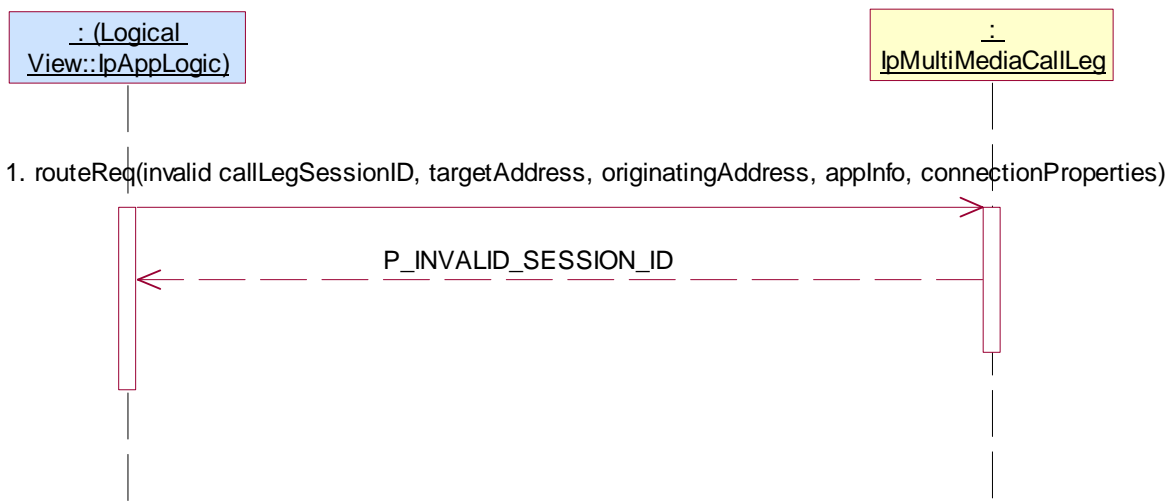 : (Logical
View::IpAppLogic)
:
IpMultiMediaCallLeg
1. routeReq(invalid callLegSessionID, targetAddress, originatingAddress, appInfo, connectionProperties)
P_INVALID_SESSION_ID